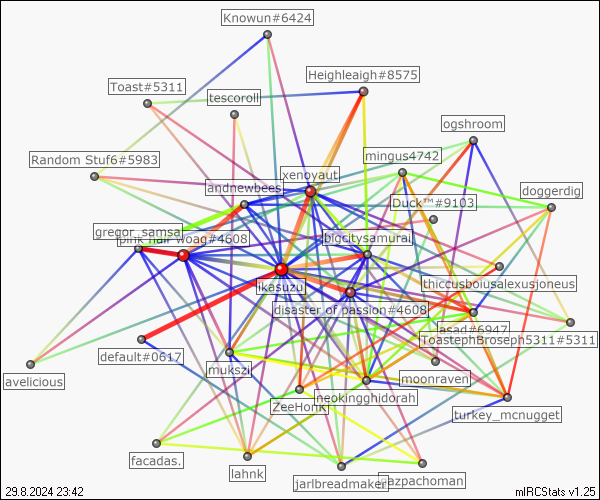 Knowun#6424
Heighleaigh#8575
Toast#5311
tescoroll
ogshroom
mingus4742
Random Stuf6#5983
xenoyaut
andnewbees
doggerdig
Duck™#9103
gregor_samsa
pink hair Woag#4608
bigcitysamurai
thiccusboiusalexusjoneus
ikasuzu
disaster of passion#4608
asad#6947
ToastephBroseph5311#5311
default#0617
mukszi
moonraven
avelicious
neokingghidorah
ZeeHonk
turkey_mcnugget
facadas.
lahnk
jarlbreadmaker
gazpachoman
29.8.2024 23:42
mIRCStats v1.25